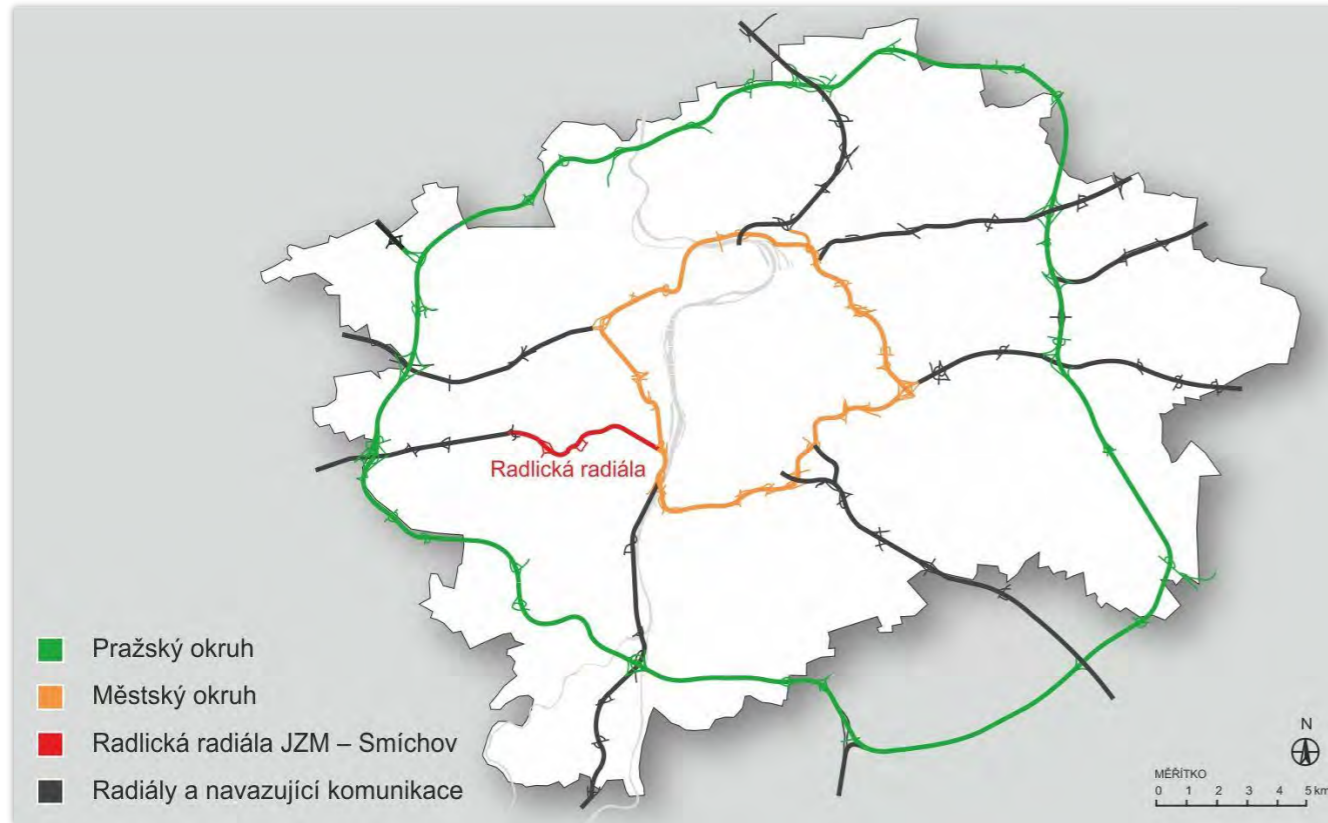 Radlická radiála
Pražský okruh
Městský okruh
Radlická radiála JZM – Smíchov
Radiály a navazující komunikace
N
MĚŘÍTKO
0 1 2 3 4 5 km